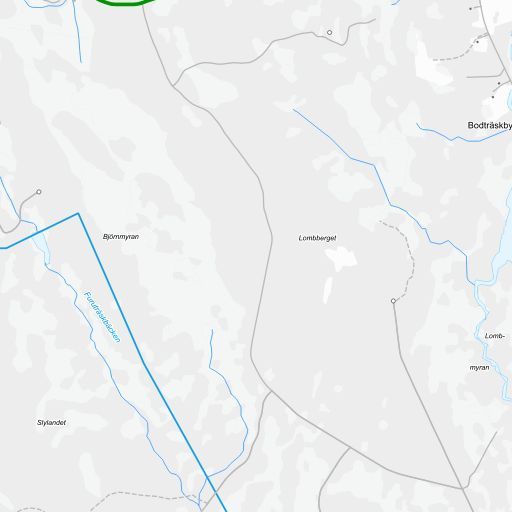 Bodträskby
Björnmyran
Lombberget
Furuträskbäcken
Lomb-
myran
Slylandet